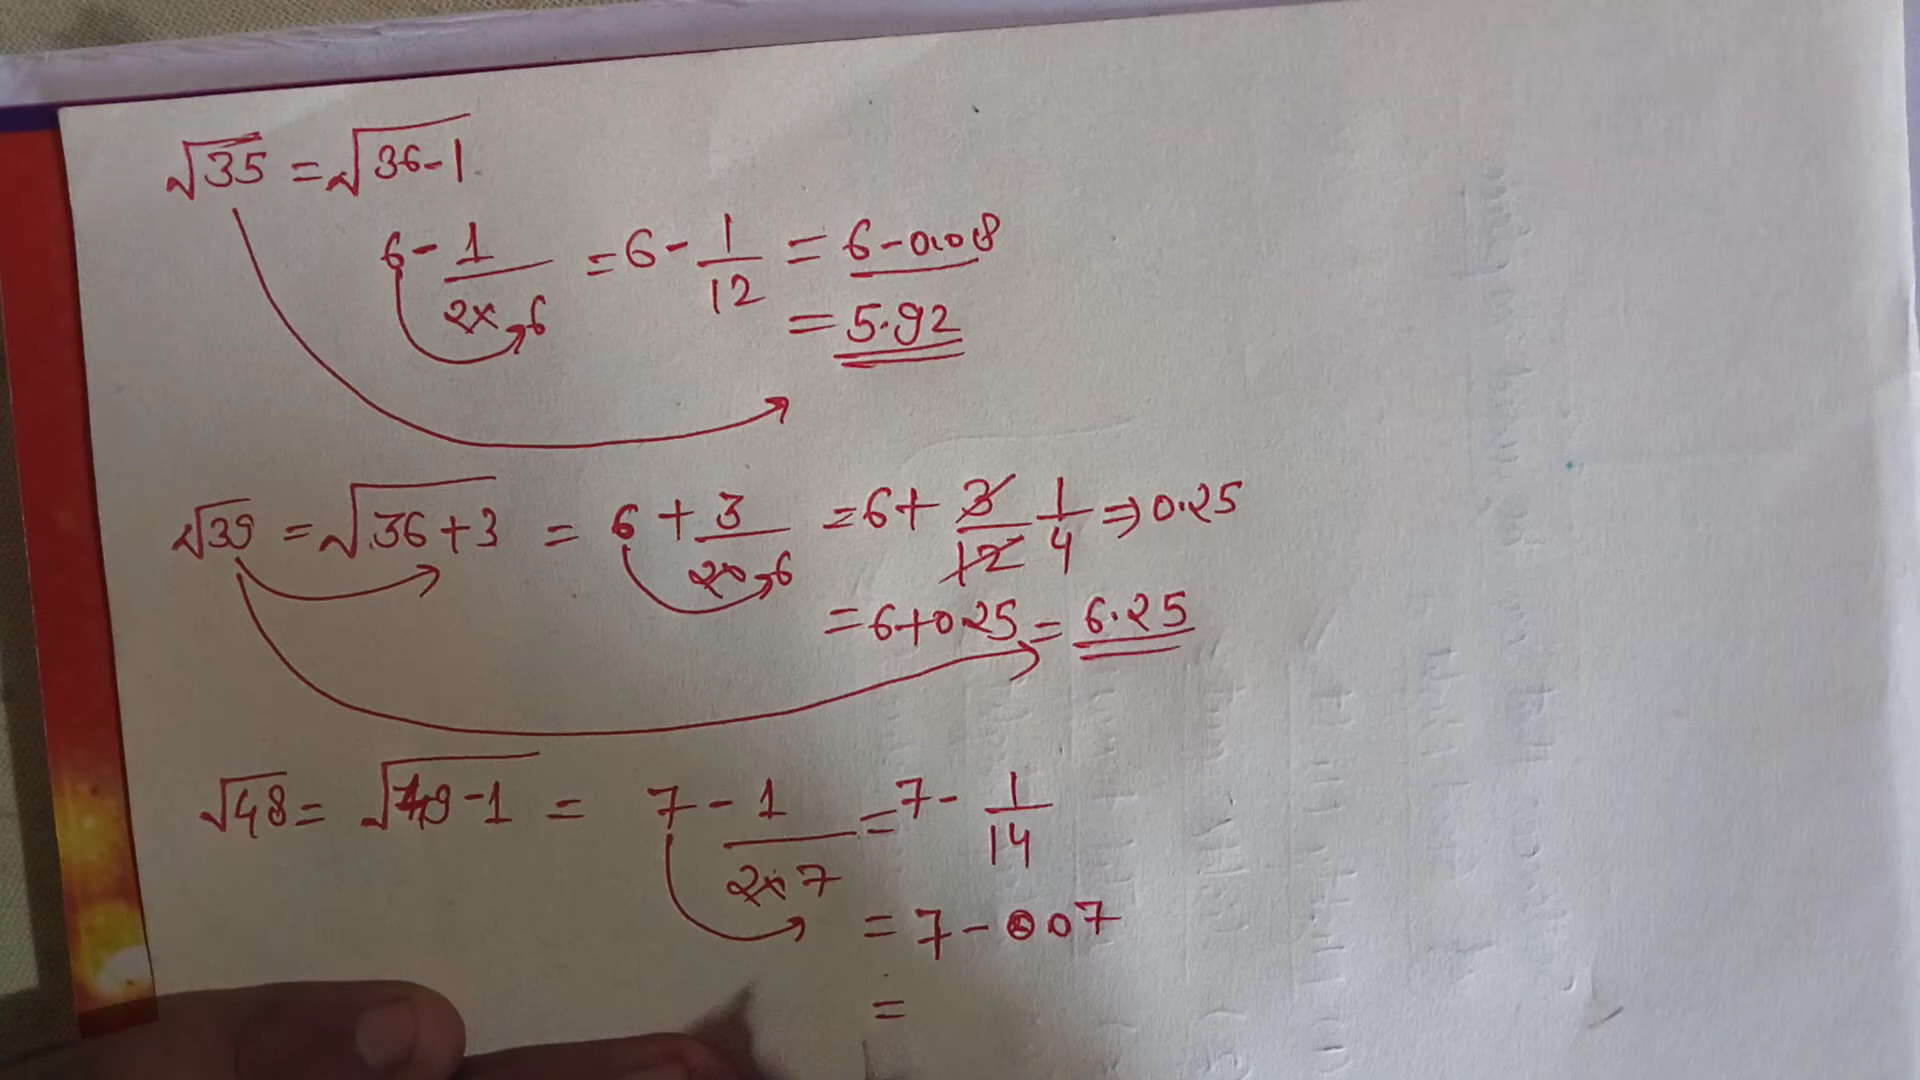 √35 = √36-1
6 - 1/2×6 = 6 - 1/12 = 6-0.08
= 5.92
√39 = √36+3 = 6 + 3/2×6 = 6 + 3/12 1/4 ⇒ 0.25
= 6+0.25 = 6.25
√48 = √49-1 = 7 - 1/2×7 = 7 - 1/14
= 7 - 0.07
=